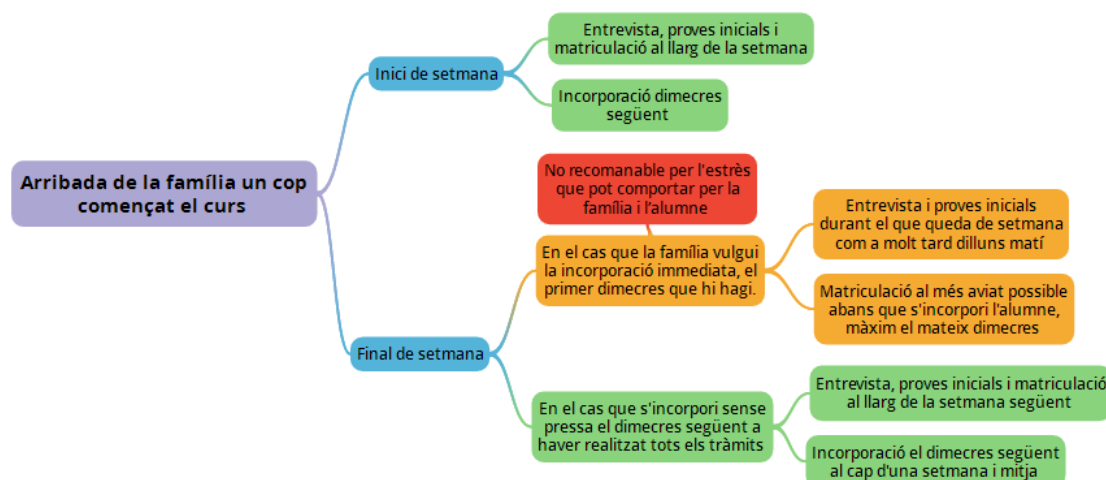 Arribada de la família un cop
començat el curs
Inici de setmana
Entrevista, proves inicials i
matriculació al llarg de la setmana
Incorporació dimecres
següent
Final de setmana
No recomanable per l'estrès
que pot comportar per la
família i l'alumne
En el cas que la família vulgui
la incorporació immediata, el
primer dimecres que hi hagi.
Entrevista i proves inicials
durant el que queda de setmana
com a molt tard dilluns matí
Matriculació al més aviat possible
abans que s'incorpori l'alumne,
màxim el mateix dimecres
En el cas que s'incorpori sense
pressa el dimecres següent a
haver realitzat tots els tràmits
Entrevista, proves inicials i matriculació
al llarg de la setmana següent
Incorporació el dimecres següent
al cap d'una setmana i mitja